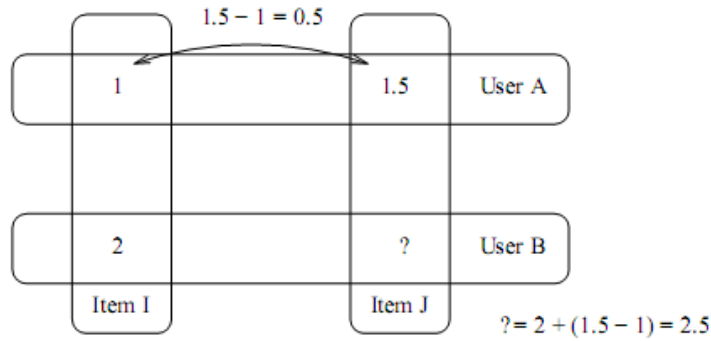 1.5 − 1 = 0.5
1 1.5 User A
2 ? User B
Item I Item J
? = 2 + (1.5 − 1) = 2.5